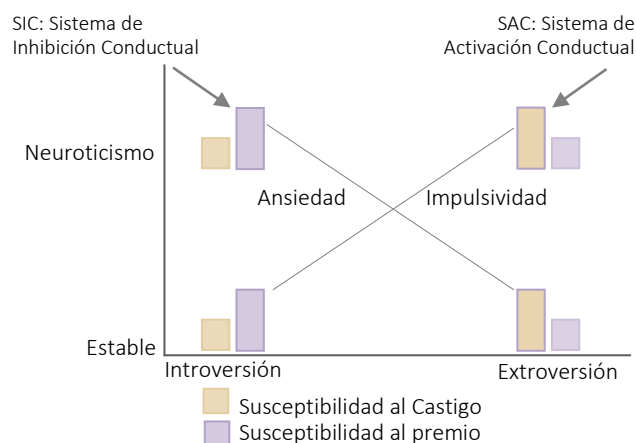 SIC: Sistema de
Inhibición Conductual
SAC: Sistema de
Activación Conductual
Neuroticismo
Ansiedad
Impulsividad
Estable
Introversión
Extroversión
Susceptibilidad al Castigo
Susceptibilidad al premio